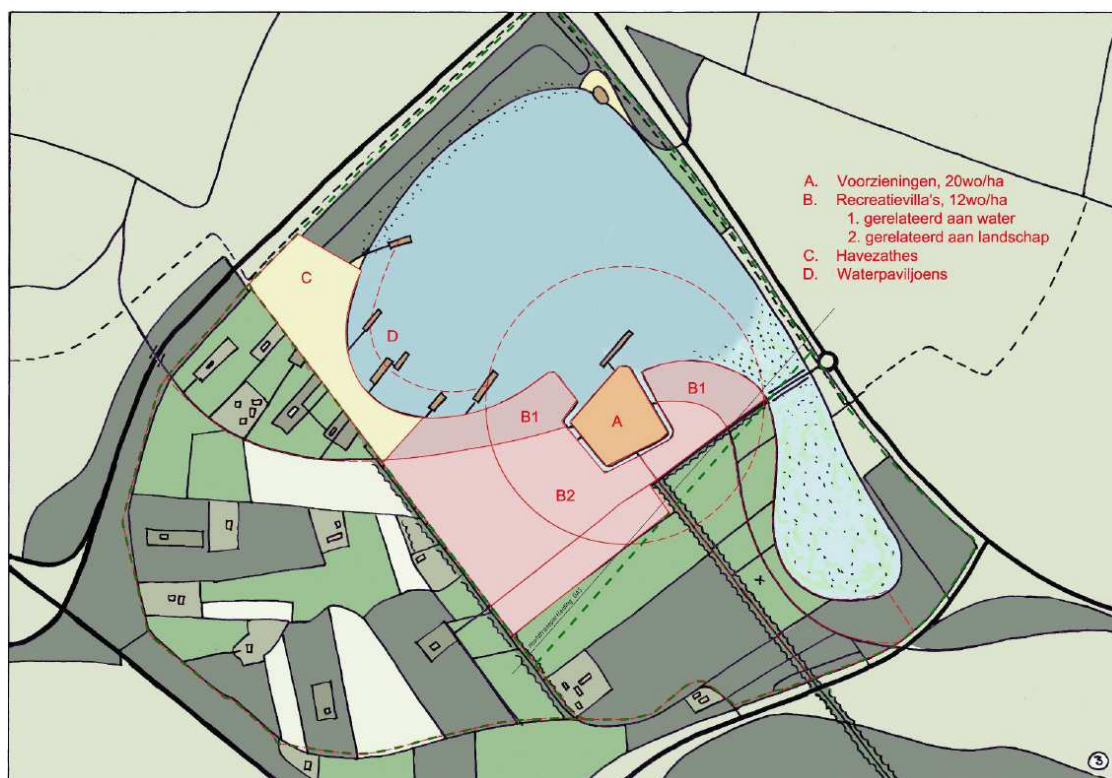 A. Voorzieningen, 20wo/ha
B. Recreatievilla's, 12wo/ha
1. gerelateerd aan water
2. gerelateerd aan landschap
C. Havezathes
D. Waterpaviljoens
C
D
B1
A
B1
B2
x
3